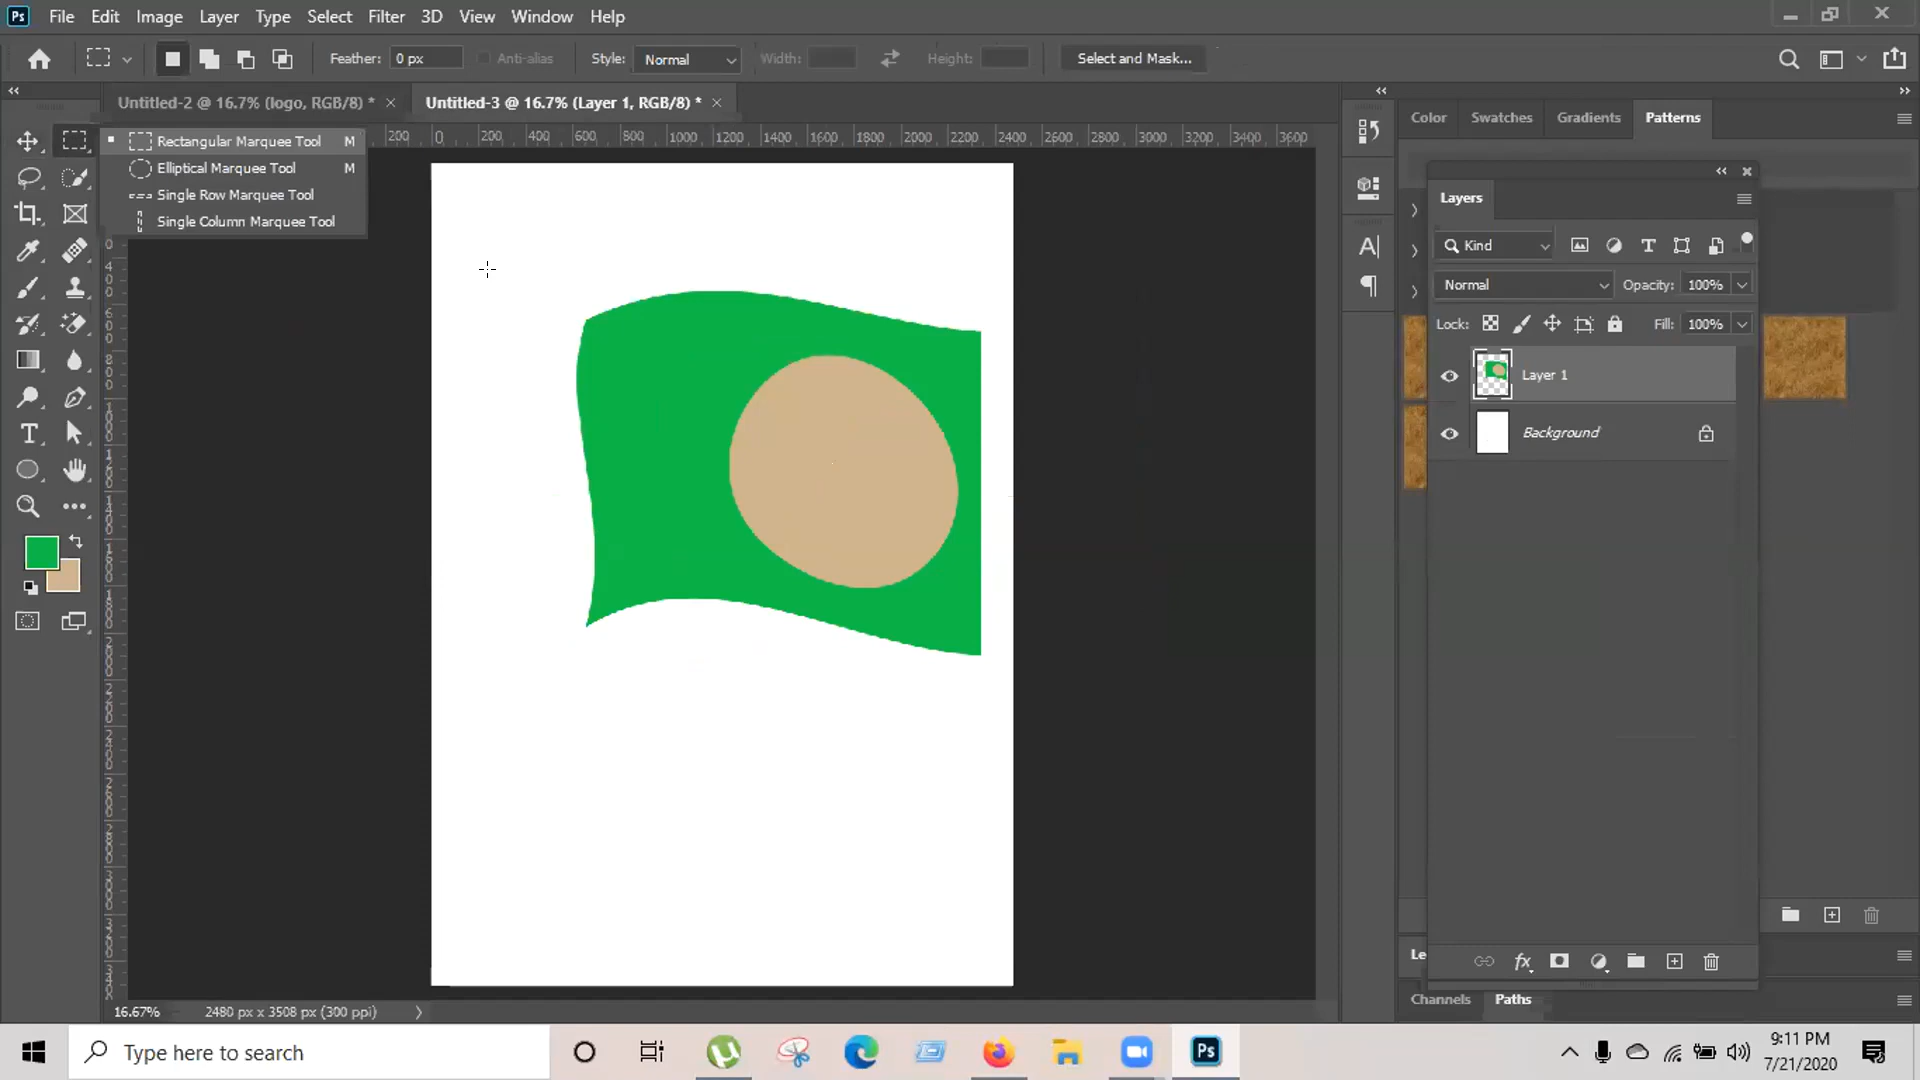 Ps File Edit Image Layer Type Select Filter 3D View Window Help
Feather: 0 px Anti-alias Style: Normal Width: Height: Select and Mask...
Untitled-2 @ 16.7% (logo, RGB/8) * × Untitled-3 @ 16.7% (Layer 1, RGB/8) * ×
Color Swatches Gradients Patterns
200 0 200 400 600 800 1000 1200 1400 1600 1800 2000 2200 2400 2600 2800 3000 3200 3400 3600
Rectangular Marquee Tool M
Elliptical Marquee Tool M
Single Row Marquee Tool
Single Column Marquee Tool
Layers
Kind
Normal Opacity: 100%
Lock: Fill: 100%
Layer 1
Background
Le
Channels Paths
16.67% 2480 px x 3508 px (300 ppi)
Type here to search
Ps
9:11 PM
7/21/2020